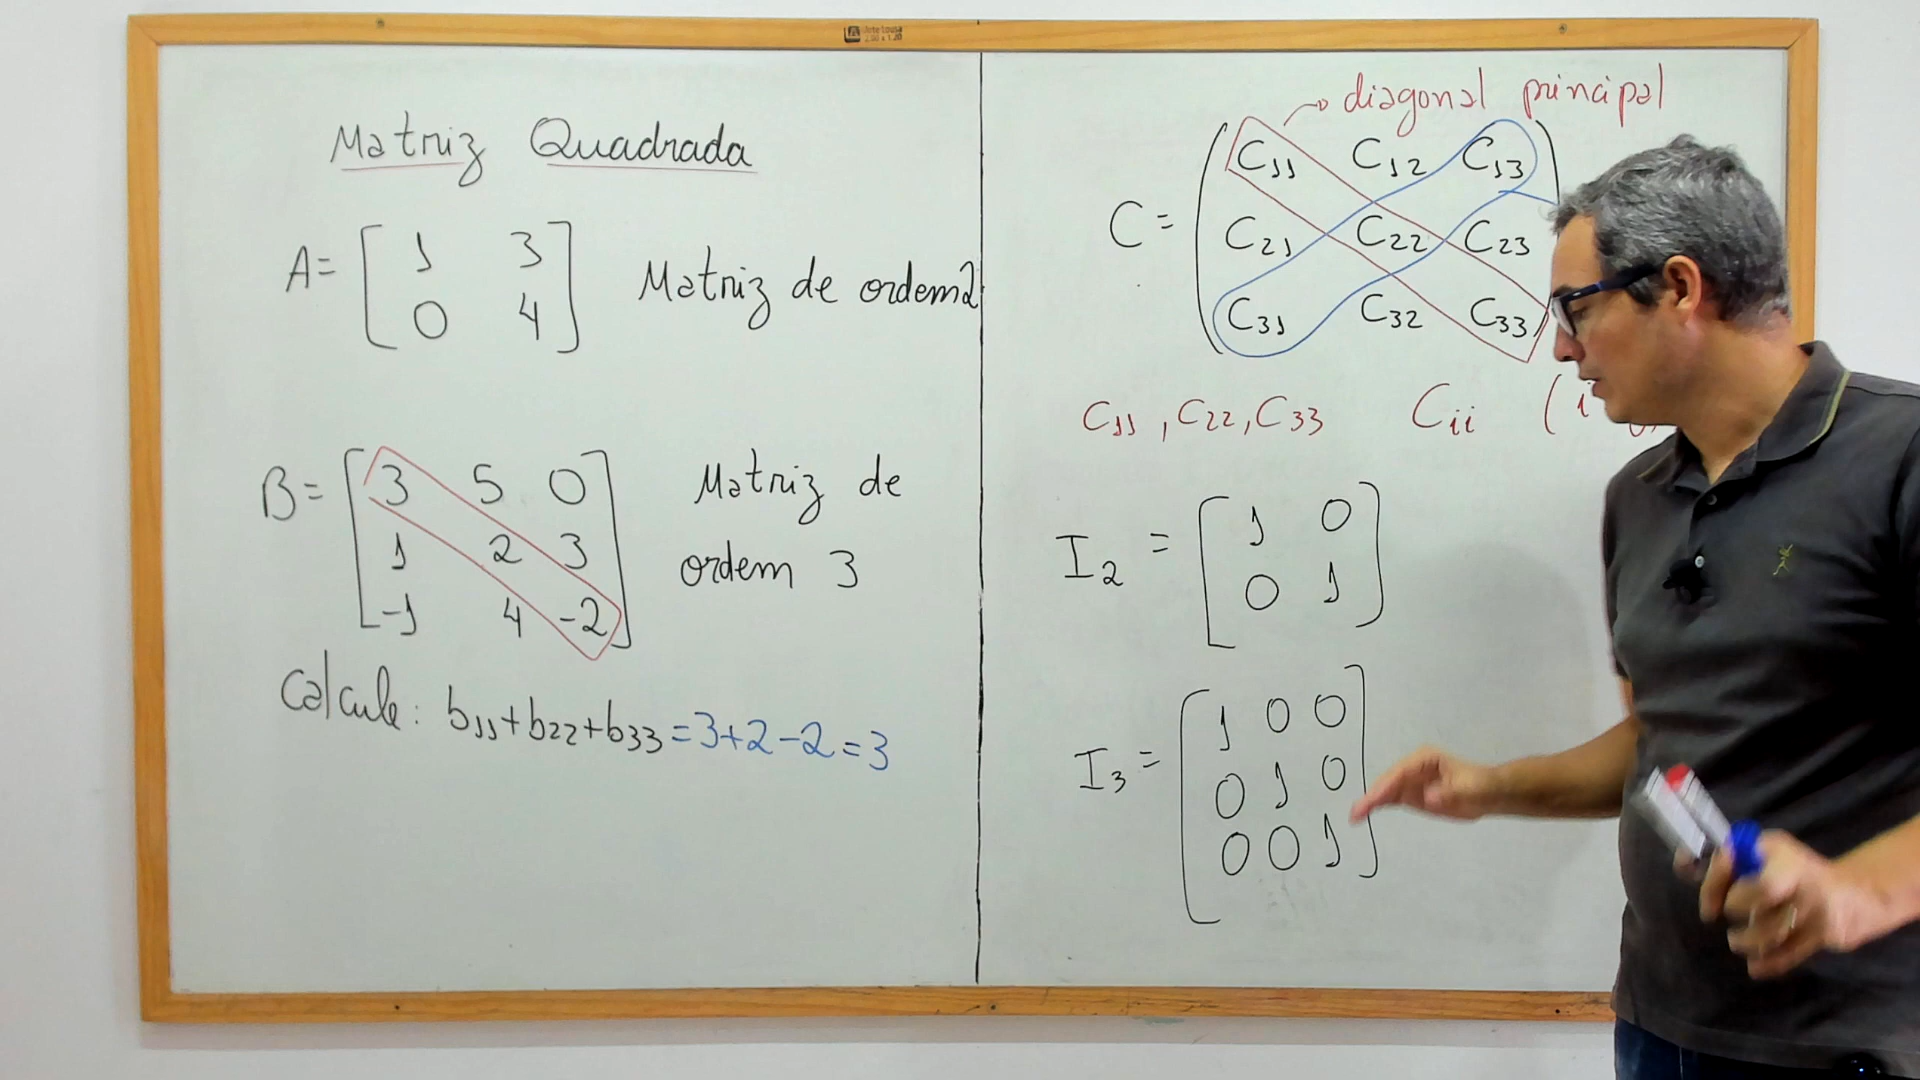 Matriz Quadrada
A = [ 1 3
0 4 ] Matriz de ordem 2
B = [ 3 5 0
1 2 3
-1 4 -2 ]
Matriz de
ordem 3
Calcule: b11+b22+b33 = 3+2-2=3
diagonal principal
C = ( C11 C12 C13
C21 C22 C23
C31 C32 C33 )
C11, C22, C33 Cii (i
I2 = [ 1 0
0 1 ]
I3 = [ 1 0 0
0 1 0
0 0 1 ]